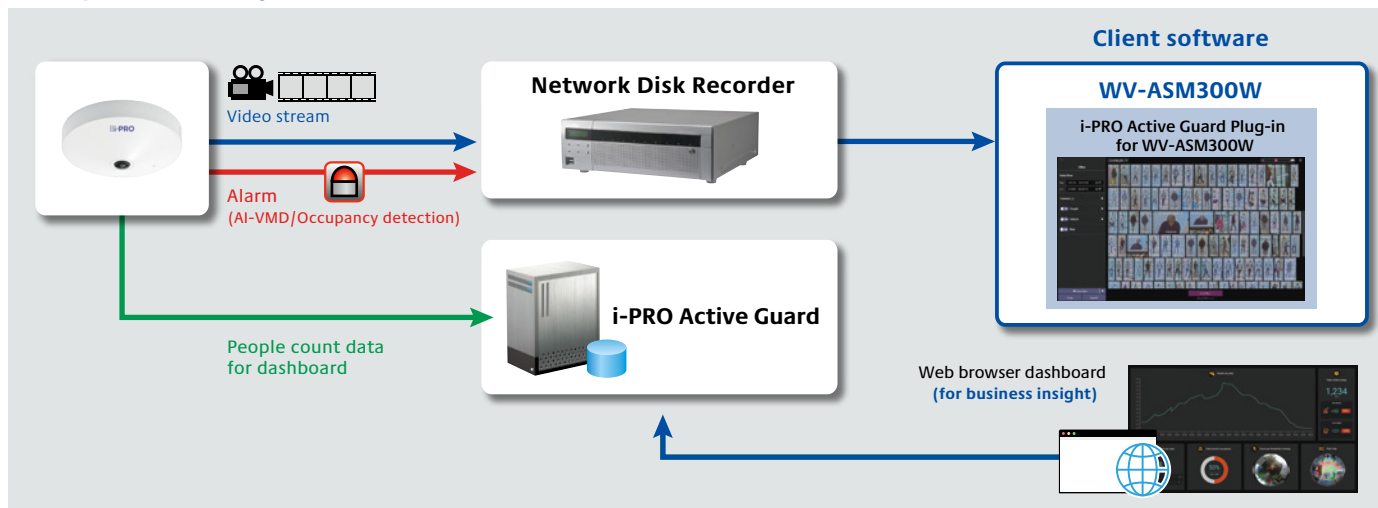 Client software
i-PRO
Video stream
Alarm
(AI-VMD/Occupancy detection)
People count data
for dashboard
Network Disk Recorder
i-PRO Active Guard
WV-ASM300W
i-PRO Active Guard Plug-in
for WV-ASM300W
Web browser dashboard
(for business insight)
1,234
50%